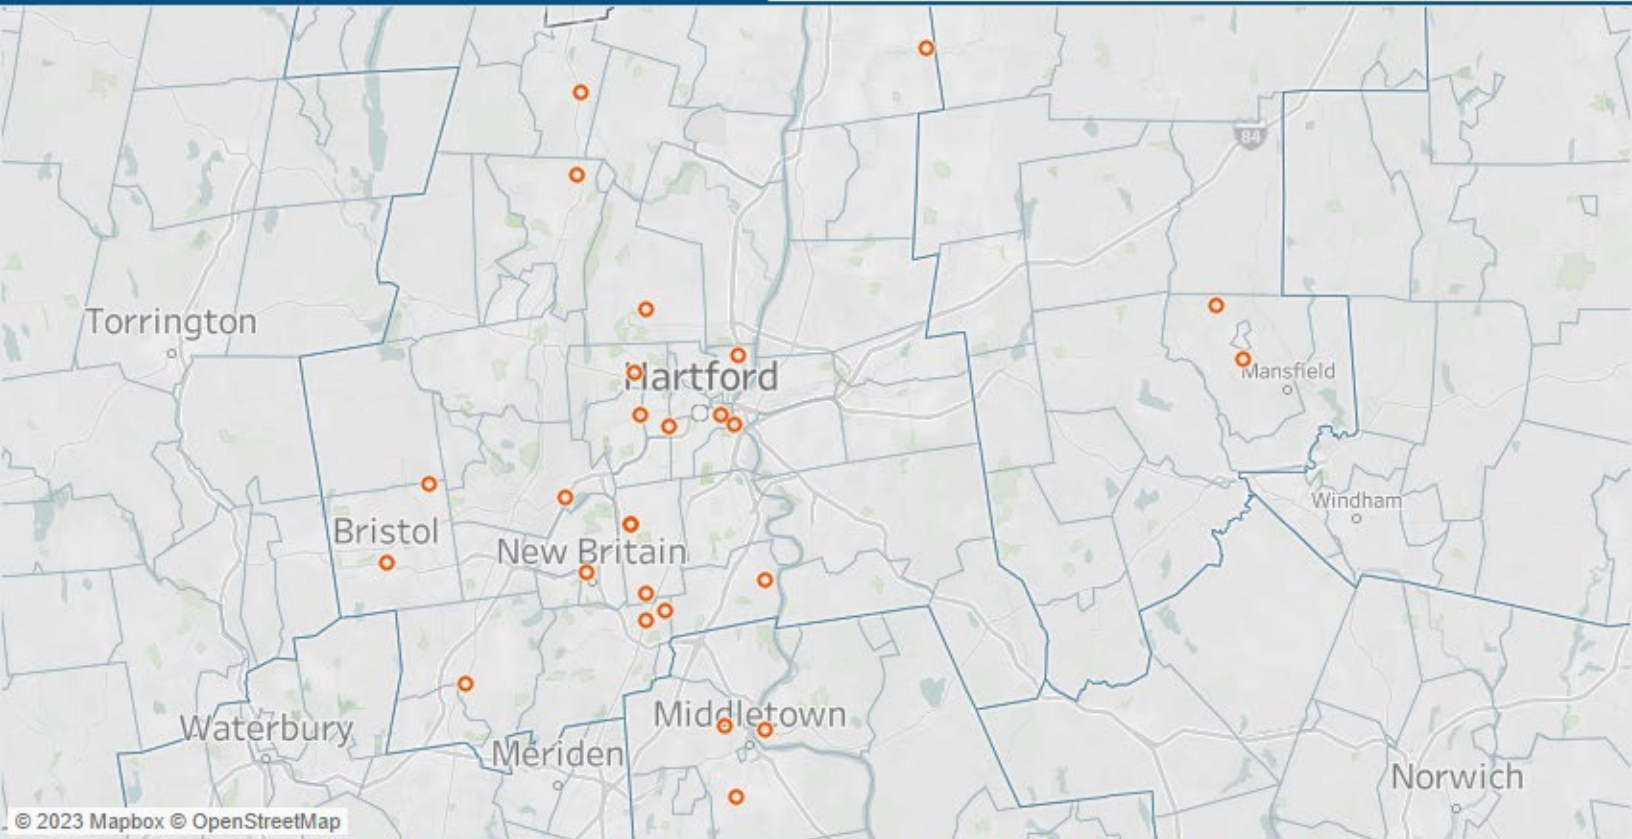 84
Torrington
Hartford
Mansfield
Windham
Bristol
New Britain
Middletown
Waterbury
Meriden
Norwich
© 2023 Mapbox © OpenStreetMap